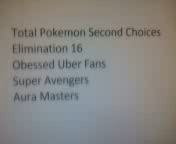 Total Pokemon Second Choices
Elimination 16
Obessed Uber Fans
Super Avengers
Aura Masters